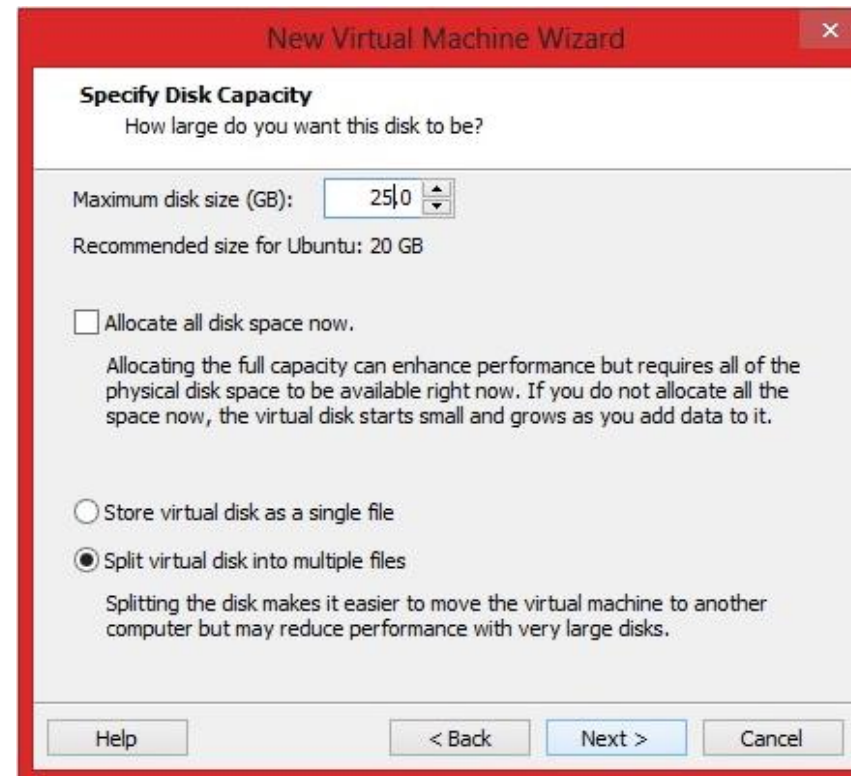 New Virtual Machine Wizard
Specify Disk Capacity
How large do you want this disk to be?
Maximum disk size (GB): 25.0
Recommended size for Ubuntu: 20 GB
Allocate all disk space now.
Allocating the full capacity can enhance performance but requires all of the
physical disk space to be available right now. If you do not allocate all the
space now, the virtual disk starts small and grows as you add data to it.
Store virtual disk as a single file
Split virtual disk into multiple files
Splitting the disk makes it easier to move the virtual machine to another
computer but may reduce performance with very large disks.
Help < Back Next > Cancel